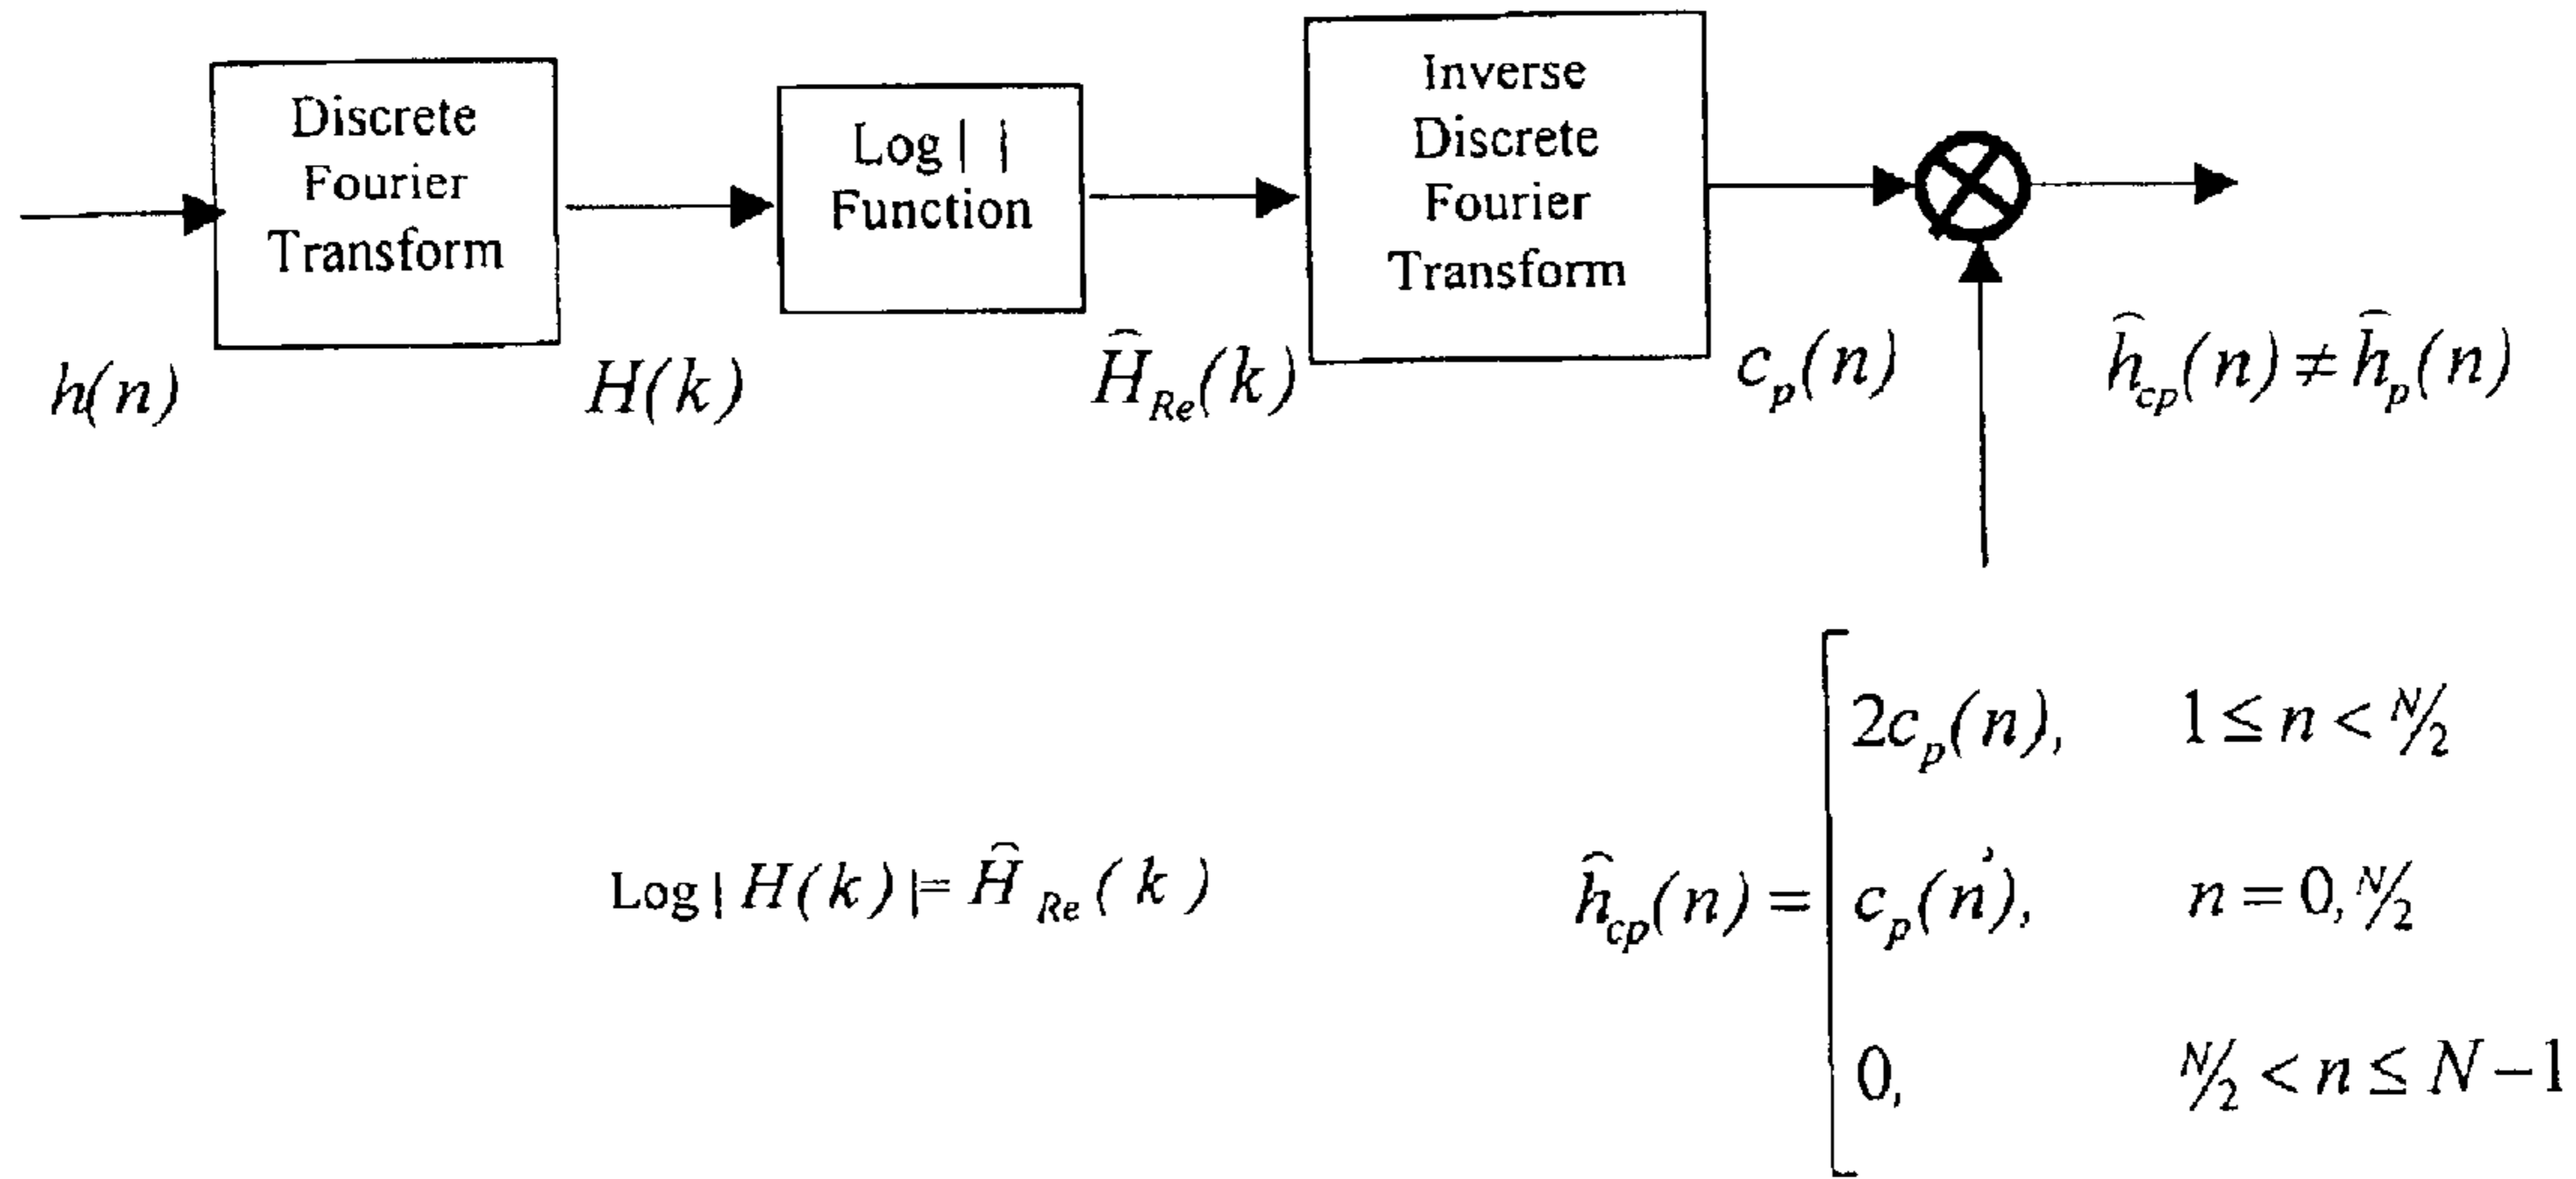 Discrete
Fourier
Transform
Log | |
Function
Inverse
Discrete
Fourier
Transform
h(n)
H(k)
Ĥ_Re(k)
c_p(n)
ĥ_cp(n) ≠ ĥ_p(n)
Log | H(k) |= Ĥ_Re(k)
ĥ_cp(n) =
2c_p(n), 1 ≤ n < N/2
c_p(n), n = 0, N/2
0, N/2 < n ≤ N − 1